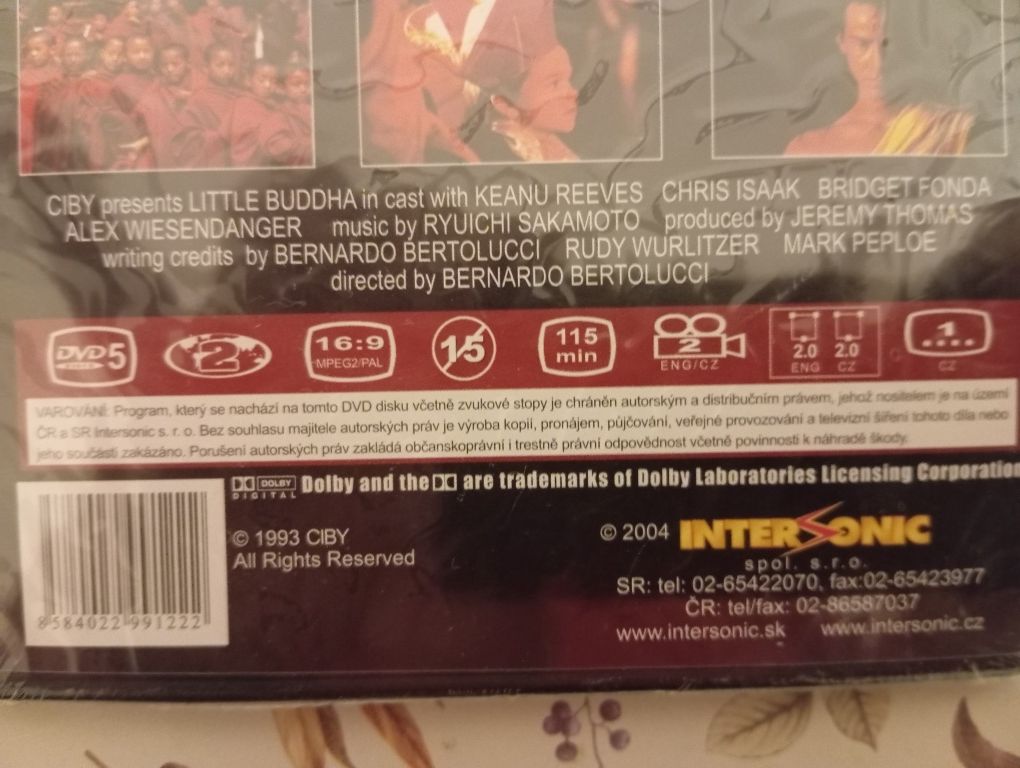 CIBY presents LITTLE BUDDHA in cast with KEANU REEVES CHRIS ISAAK BRIDGET FONDA
ALEX WIESENDANGER music by RYUICHI SAKAMOTO produced by JEREMY THOMAS
writing credits by BERNARDO BERTOLUCCI RUDY WURLITZER MARK PEPLOE
directed by BERNARDO BERTOLUCCI
DVD 5 2 16:9 15 115 2 2.0 2.0 1
VIDEO MPEG2/PAL min ENG/CZ ENG CZ CZ
VAROVÁNÍ: Program, který se nachází na tomto DVD disku včetně zvukové stopy je chráněn autorským a distribučním právem, jehož nositelem je na území
ČR a SR Intersonic s. r. o. Bez souhlasu majitele autorských práv je výroba kopií, pronájem, půjčování, veřejné provozování a televizní šíření tohoto díla nebo
jeho součástí zakázáno. Porušení autorských práv zakládá občanskoprávní i trestně právní odpovědnost včetně povinnosti k náhradě škody.
DOLBY DIGITAL Dolby and the are trademarks of Dolby Laboratories Licensing Corporation
© 1993 CIBY
All Rights Reserved
© 2004 INTERSONIC
spol. s.r.o.
SR: tel: 02-65422070, fax:02-65423977
ČR: tel/fax: 02-86587037
www.intersonic.sk www.intersonic.cz
8 584022 991222